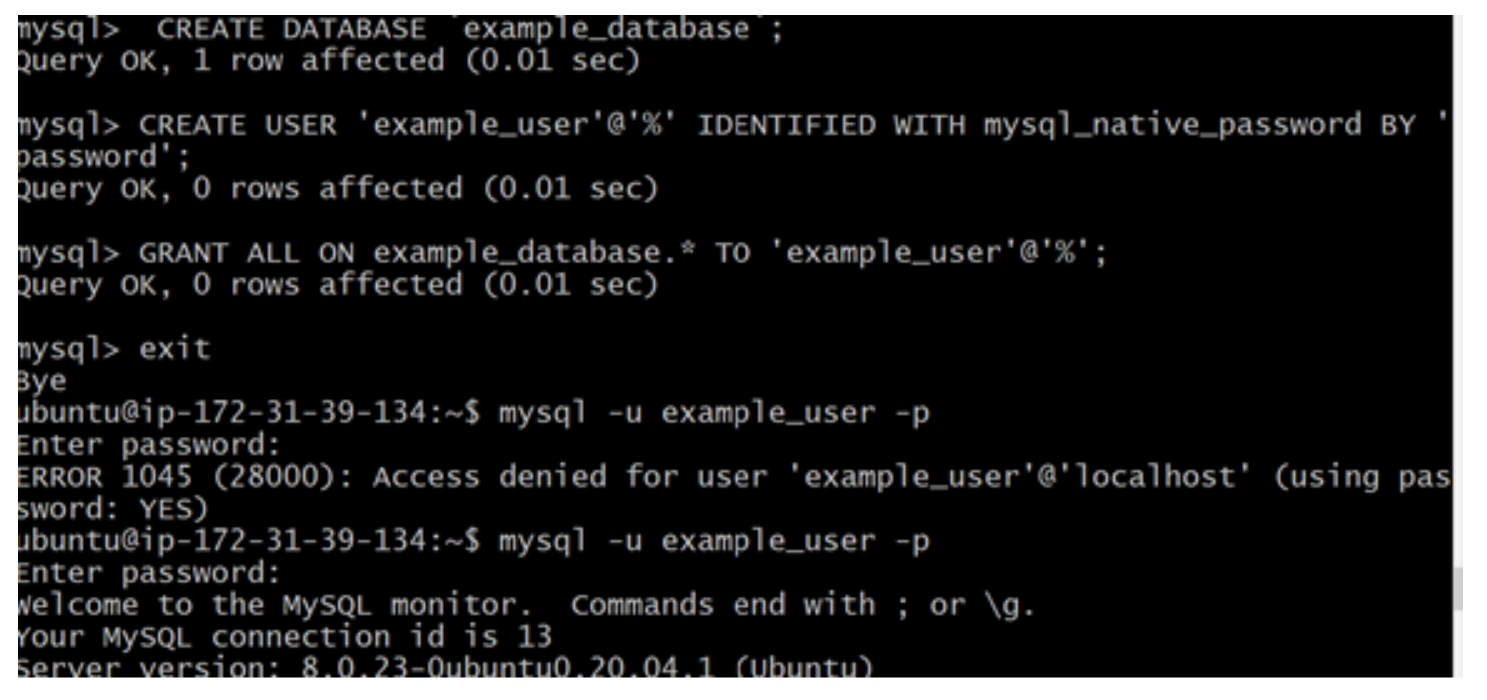 mysql>  CREATE DATABASE `example_database`;
Query OK, 1 row affected (0.01 sec)
mysql> CREATE USER 'example_user'@'%' IDENTIFIED WITH mysql_native_password BY '
password';
Query OK, 0 rows affected (0.01 sec)
mysql> GRANT ALL ON example_database.* TO 'example_user'@'%';
Query OK, 0 rows affected (0.01 sec)
mysql> exit
Bye
ubuntu@ip-172-31-39-134:~$ mysql -u example_user -p
Enter password:
ERROR 1045 (28000): Access denied for user 'example_user'@'localhost' (using pas
sword: YES)
ubuntu@ip-172-31-39-134:~$ mysql -u example_user -p
Enter password:
Welcome to the MySQL monitor.  Commands end with ; or \g.
Your MySQL connection id is 13
Server version: 8.0.23-0ubuntu0.20.04.1 (Ubuntu)